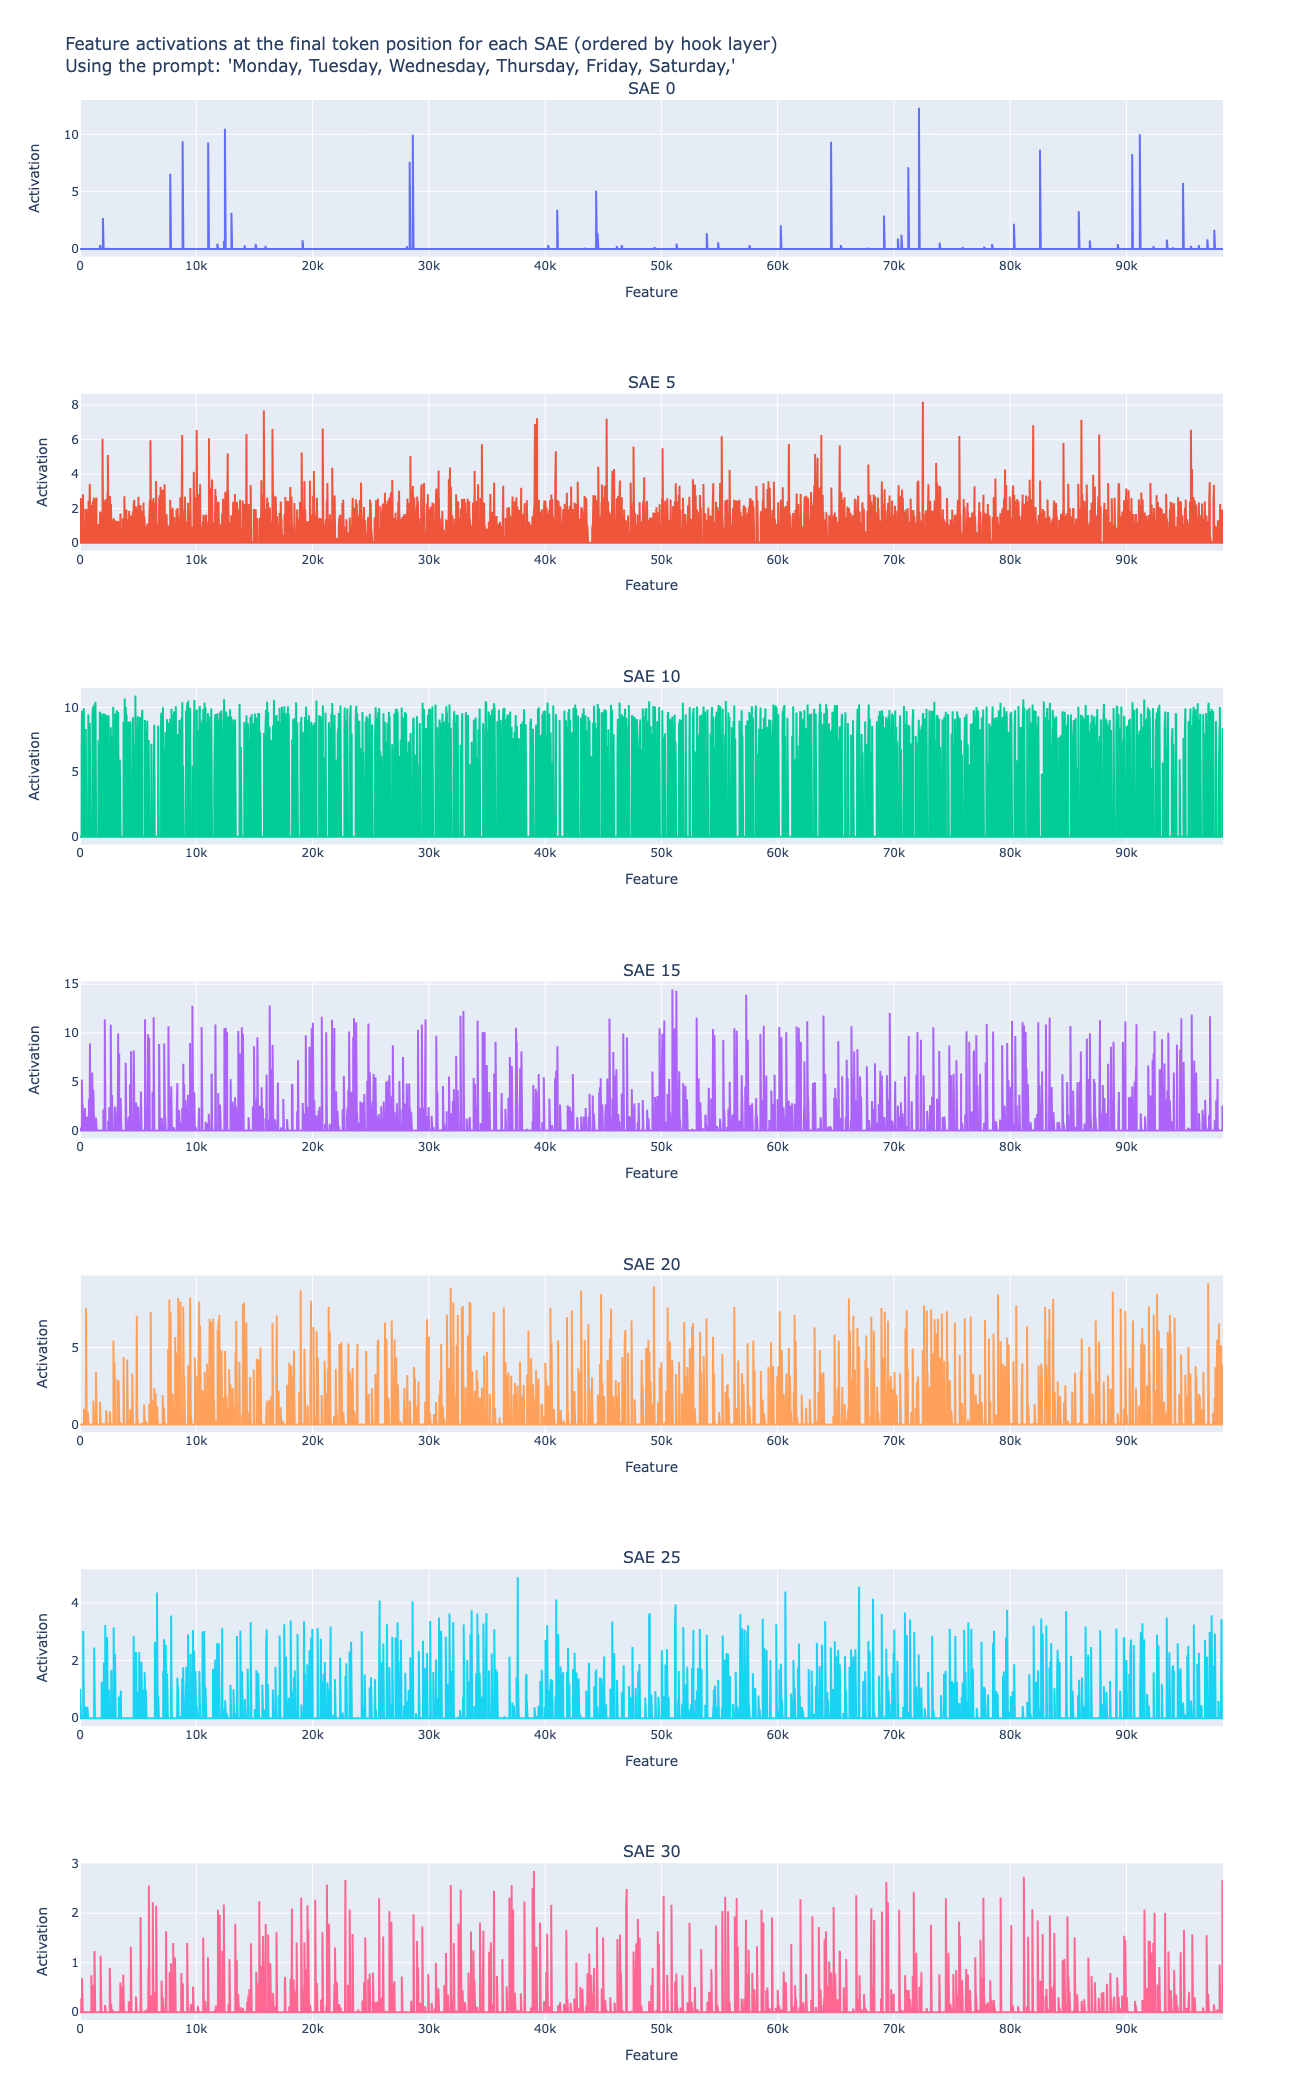 Feature activations at the final token position for each SAE (ordered by hook layer)
Using the prompt: 'Monday, Tuesday, Wednesday, Thursday, Friday, Saturday,'
SAE 0
Activation
10
5
0
0 10k 20k 30k 40k 50k 60k 70k 80k 90k
Feature
SAE 5
Activation
8
6
4
2
0
0 10k 20k 30k 40k 50k 60k 70k 80k 90k
Feature
SAE 10
Activation
10
5
0
0 10k 20k 30k 40k 50k 60k 70k 80k 90k
Feature
SAE 15
Activation
15
10
5
0
0 10k 20k 30k 40k 50k 60k 70k 80k 90k
Feature
SAE 20
Activation
5
0
0 10k 20k 30k 40k 50k 60k 70k 80k 90k
Feature
SAE 25
Activation
4
2
0
0 10k 20k 30k 40k 50k 60k 70k 80k 90k
Feature
SAE 30
Activation
3
2
1
0
0 10k 20k 30k 40k 50k 60k 70k 80k 90k
Feature